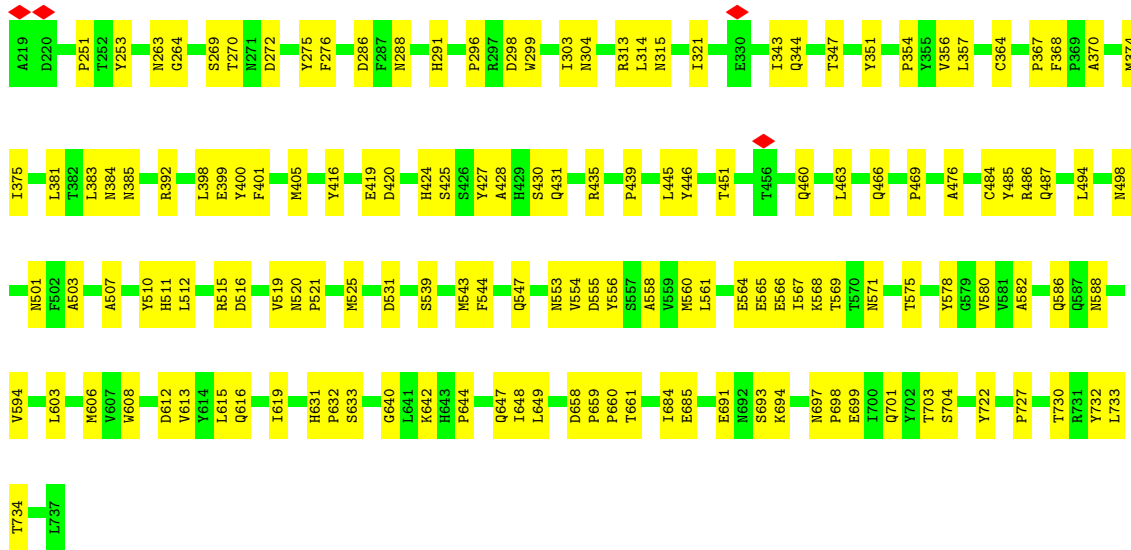 A219 D220 P251 T252 Y253 N263 G264 S269 T270 N271 D272 Y275 F276 D286 F287 N288 H291 P296 R297 D298 W299 I303 N304 R313 L314 N315 I321 E330 I343 Q344 T347 Y351 P354 Y355 V356 L357 C364 P367 F368 P369 A370 M374
I375 L381 T382 L383 N384 N385 R392 L398 E399 Y400 F401 M405 Y416 E419 D420 H424 S425 S426 Y427 A428 H429 S430 Q431 R435 P439 L445 Y446 T451 T456 Q460 L463 Q466 P469 A476 C484 Y485 R486 Q487 L494 N498
N501 F502 A503 A507 Y510 H511 L512 R515 D516 V519 N520 P521 M525 D531 S539 M543 F544 Q547 N553 V554 D555 Y556 S557 A558 V559 M560 L561 E564 E565 E566 I567 K568 T569 T570 N571 T575 Y578 G579 V580 V581 A582 Q586 Q587 N588
V594 L603 M606 V607 W608 D612 V613 Y614 L615 Q616 I619 H631 P632 S633 G640 L641 K642 H643 P644 Q647 I648 L649 D658 P659 P660 T661 I684 E685 E691 N692 S693 K694 N697 P698 E699 I700 Q701 Y702 T703 S704 Y722 P727 T730 R731 Y732 L733
T734 L737